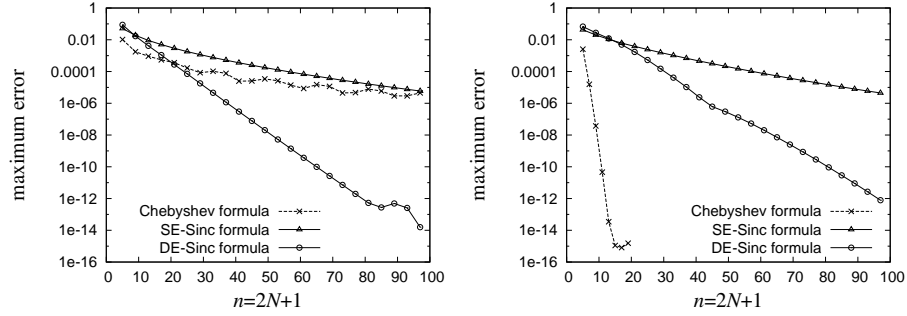 maximum error
1
0.01
0.0001
1e-06
1e-08
1e-10
1e-12
1e-14
1e-16
Chebyshev formula
SE-Sinc formula
DE-Sinc formula
0 10 20 30 40 50 60 70 80 90 100
n=2N+1
maximum error
1
0.01
0.0001
1e-06
1e-08
1e-10
1e-12
1e-14
1e-16
Chebyshev formula
SE-Sinc formula
DE-Sinc formula
0 10 20 30 40 50 60 70 80 90 100
n=2N+1